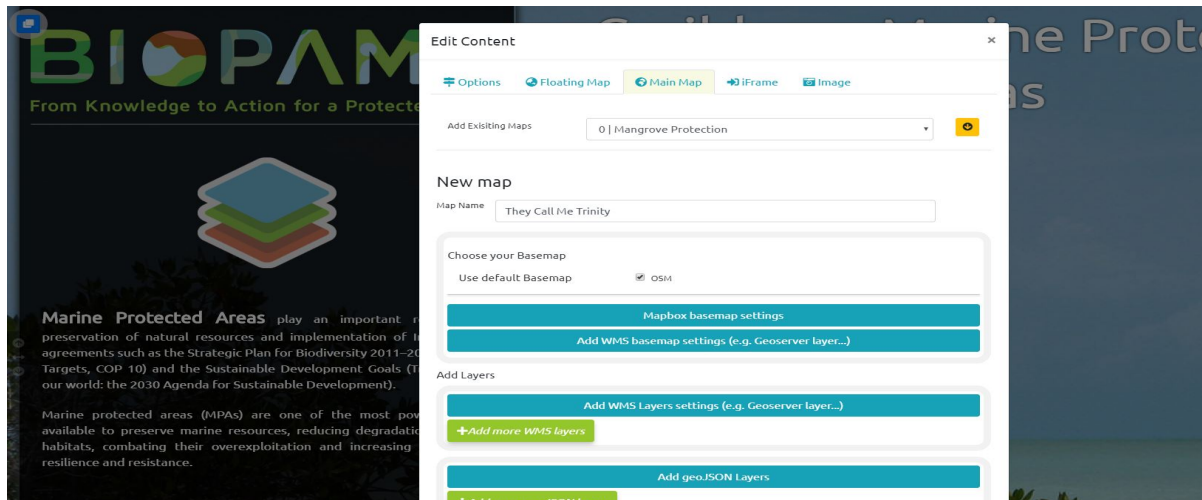 BIOPAM
From Knowledge to Action for a Protecte
Marine Protected Areas play an important
preservation of natural resources and implementation of
agreements such as the Strategic Plan for Biodiversity 2011–20
Targets, COP 10) and the Sustainable Development Goals
our world: the 2030 Agenda for Sustainable Development).
Marine protected areas (MPAs) are one of the most pow
available to preserve marine resources, reducing degradatio
habitats, combating their overexploitation and increasing
resilience and resistance.
Edit Content
×
Options Floating Map Main Map iFrame Image
Add Exisiting Maps 0 | Mangrove Protection
New map
Map Name They Call Me Trinity
Choose your Basemap
Use default Basemap OSM
Mapbox basemap settings
Add WMS basemap settings (e.g. Geoserver layer...)
Add Layers
Add WMS Layers settings (e.g. Geoserver layer...)
+Add more WMS layers
Add geoJSON Layers
ne Prote
as